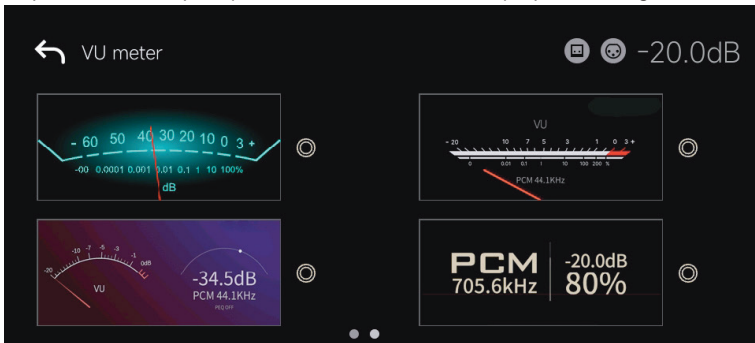 VU meter
-20.0dB
- 60 50 40 30 20 10 0 3 +
-00 0,0001 0.001 0.01 0.1 1 10 100%
dB
VU
- 20 10 7 5 3 1 0 3 +
0 0.01 0.1 1 10 100 200 %
PCM 44.1KHz
-20 -10 -7 -5 -3 -1 0dB
VU
-34.5dB
PCM 44.1KHz
PEQ OFF
PCM
705.6kHz
-20.0dB
80%